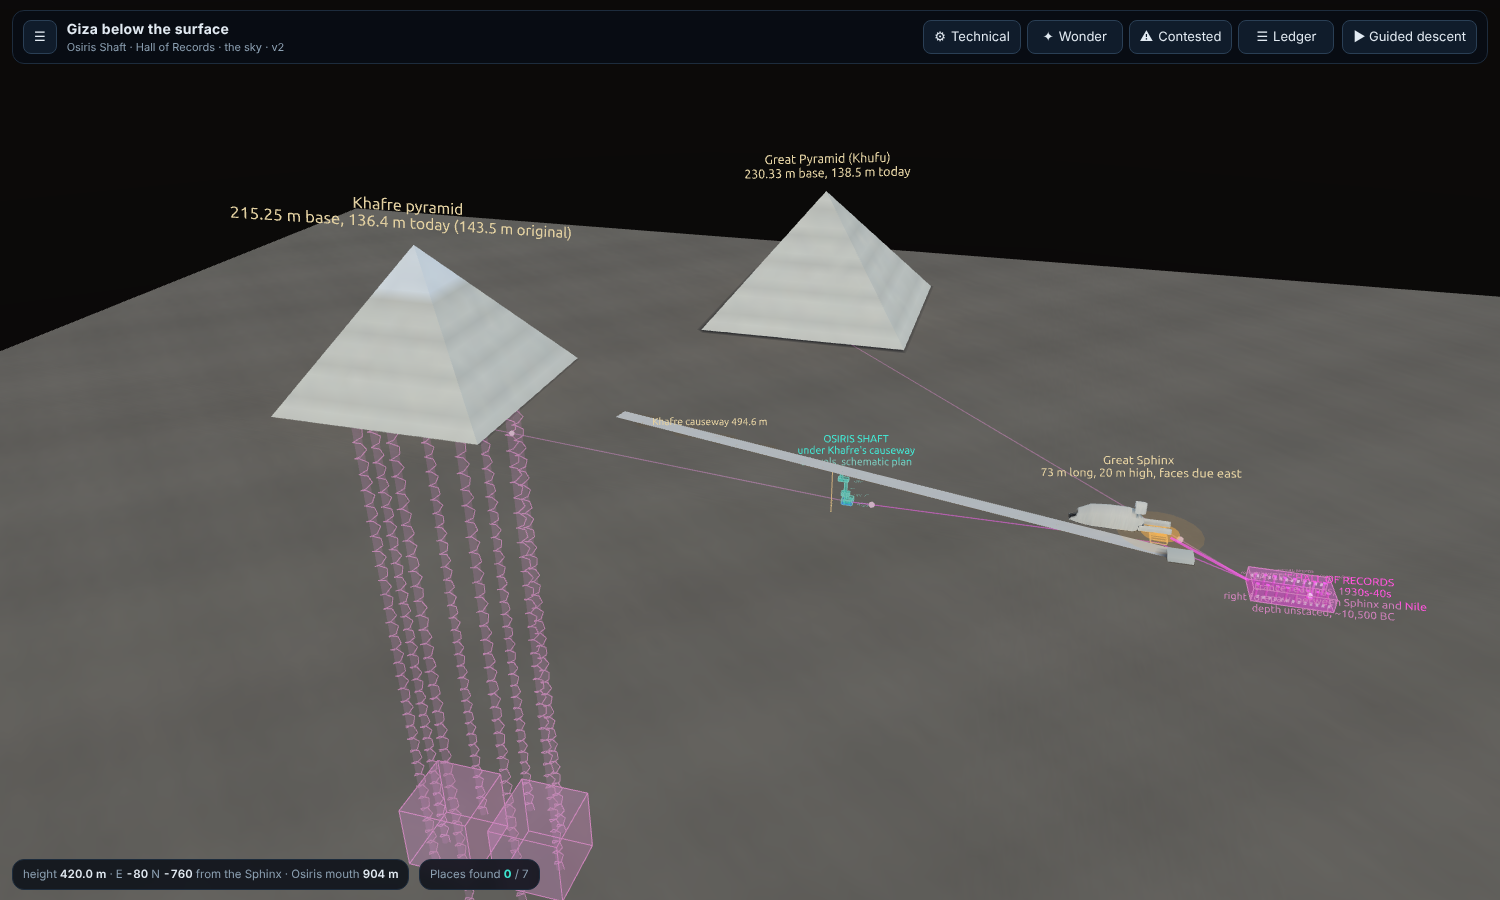 Giza below the surface
Osiris Shaft · Hall of Records · the sky · v2
Technical
Wonder
Contested
Ledger
Guided descent
Great Pyramid (Khufu)
230.33 m base, 138.5 m today
Khafre pyramid
215.25 m base, 136.4 m today (143.5 m original)
Khafre causeway 494.6 m
OSIRIS SHAFT
under Khafre's causeway
schematic plan
Great Sphinx
73 m long, 20 m high, faces due east
OF RECORDS
1930s-40s
right Sphinx and Nile
depth unstated, ~10,500 BC
height 420.0 m · E -80 N -760 from the Sphinx · Osiris mouth 904 m
Places found 0 / 7